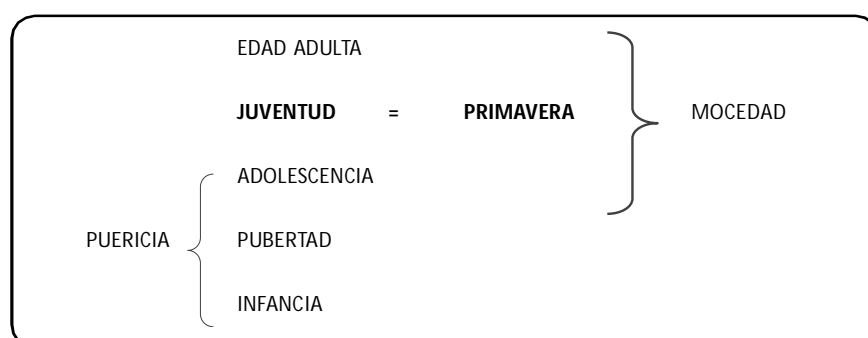 EDAD ADULTA
JUVENTUD = PRIMAVERA MOCEDAD
ADOLESCENCIA
PUERICIA PUBERTAD
INFANCIA